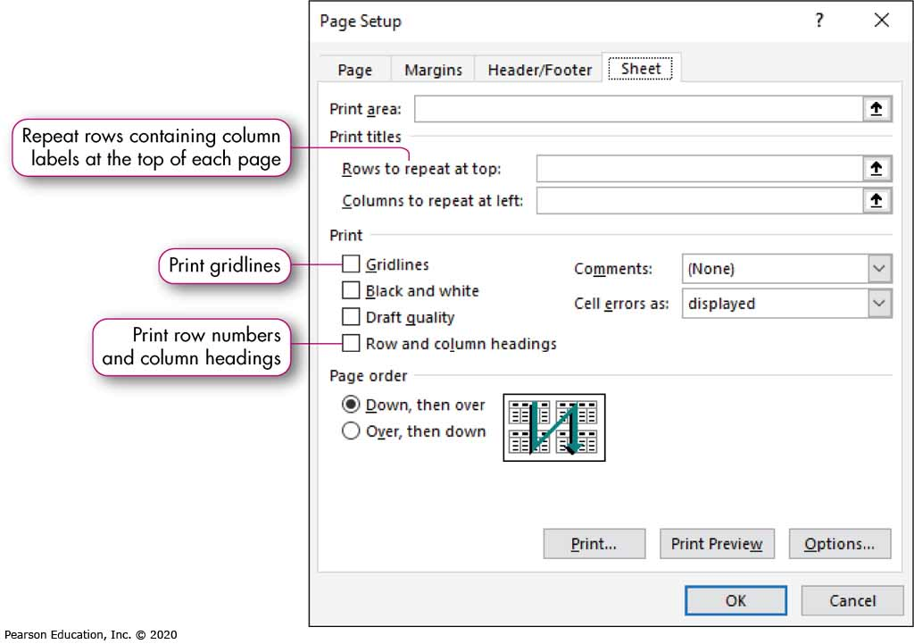 Page Setup ?
Page Margins Header/Footer Sheet
Print area:
Print titles
Repeat rows containing column
labels at the top of each page
Rows to repeat at top:
Columns to repeat at left:
Print
Print gridlines
Gridlines
Comments: (None)
Black and white
Cell errors as: displayed
Draft quality
Print row numbers
and column headings
Row and column headings
Page order
Down, then over
Over, then down
Print... Print Preview Options...
OK Cancel
Pearson Education, Inc. © 2020